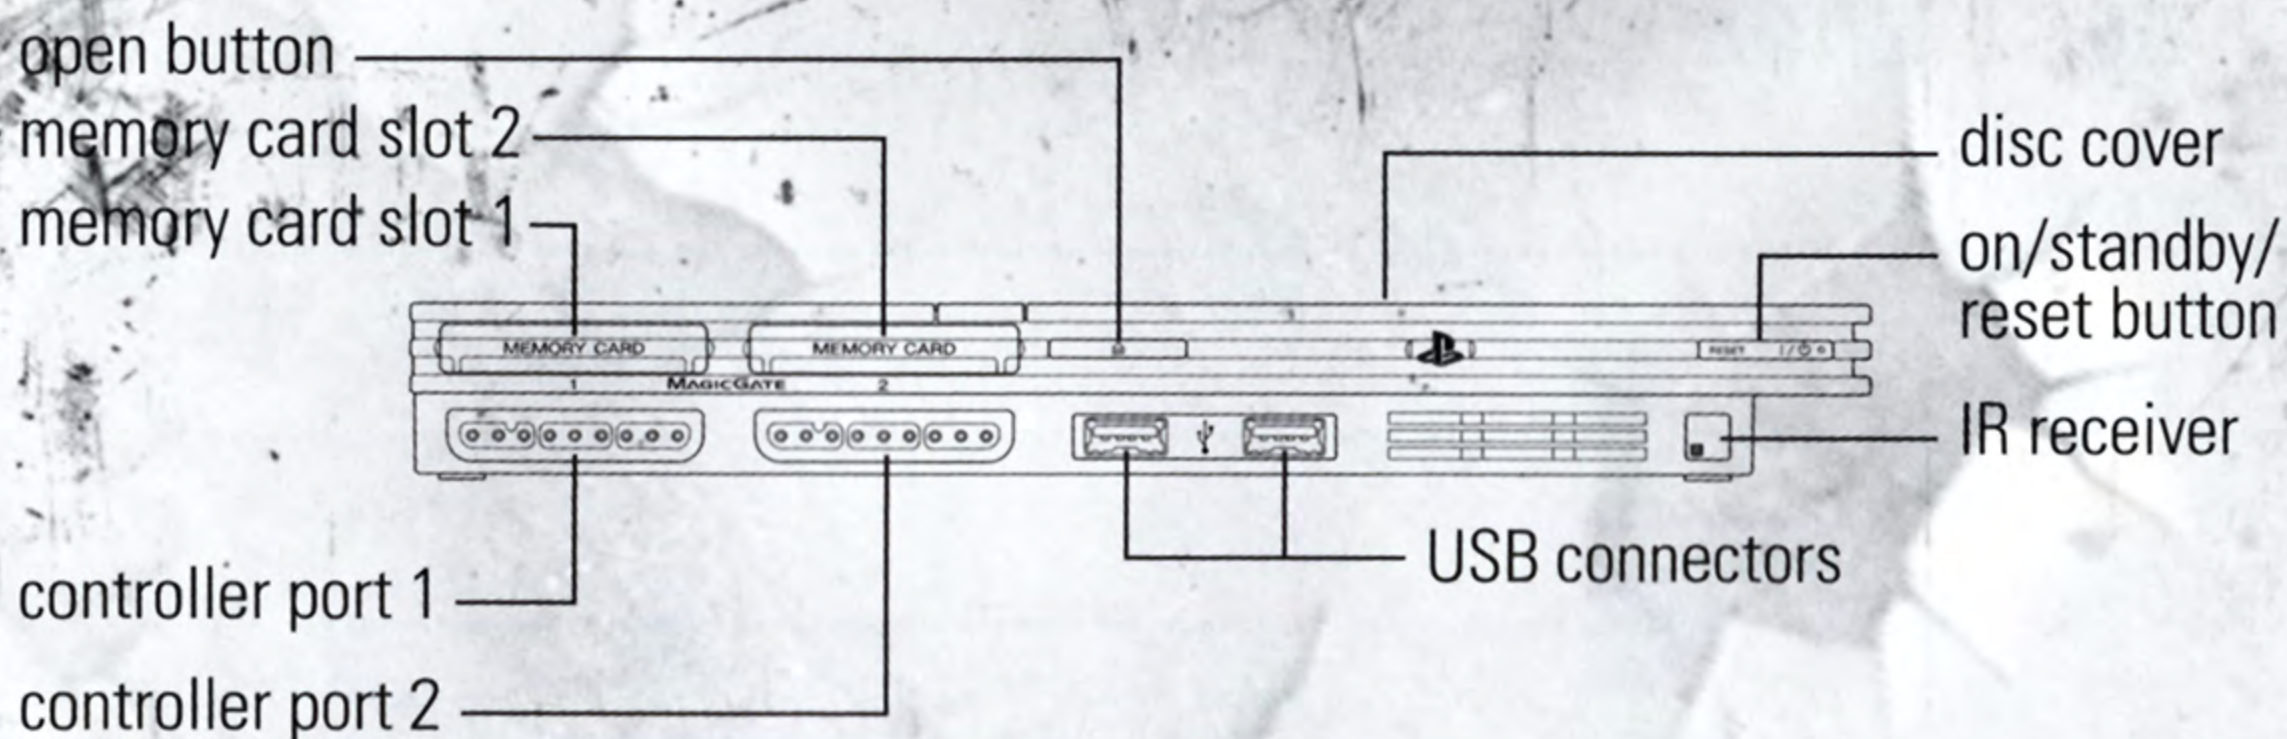 open button
memory card slot 2
memory card slot 1
disc cover
on/standby/
reset button
MEMORY CARD
MEMORY CARD
RESET
1
MAGICGATE
2
IR receiver
USB connectors
controller port 1
controller port 2